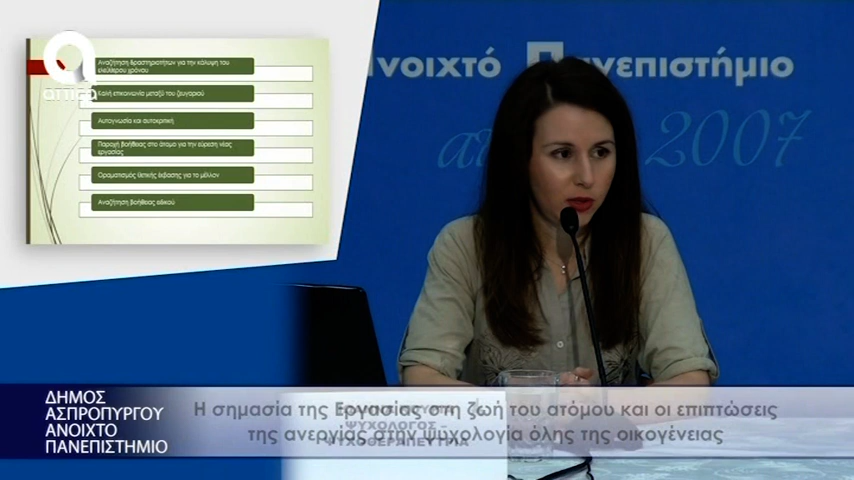 αττica
Αναζήτηση δραστηριοτήτων για την κάλυψη του
ελεύθερου χρόνου
Καλή επικοινωνία μεταξύ του ζευγαριού
Αυτογνωσία και αυτοκριτική
Παροχή βοήθειας στο άτομο για την εύρεση νέας
εργασίας
Οραματισμός θετικής έκβασης για το μέλλον
Αναζήτηση βοήθειας ειδικού
Ανοιχτό Πανεπιστήμιο
2007
ΔΗΜΟΣ
ΑΣΠΡΟΠΥΡΓΟΥ
ΑΝΟΙΧΤΟ
ΠΑΝΕΠΙΣΤΗΜΙΟ
Η σημασία της Εργασίας στη ζωή του ατόμου και οι επιπτώσεις
της ανεργίας στην ψυχολογία όλης της οικογένειας
ΨΥΧΟΛΟΓΟΣ –
ΨΥΧΟΘΕΡΑΠΕΥΤΡΙΑ